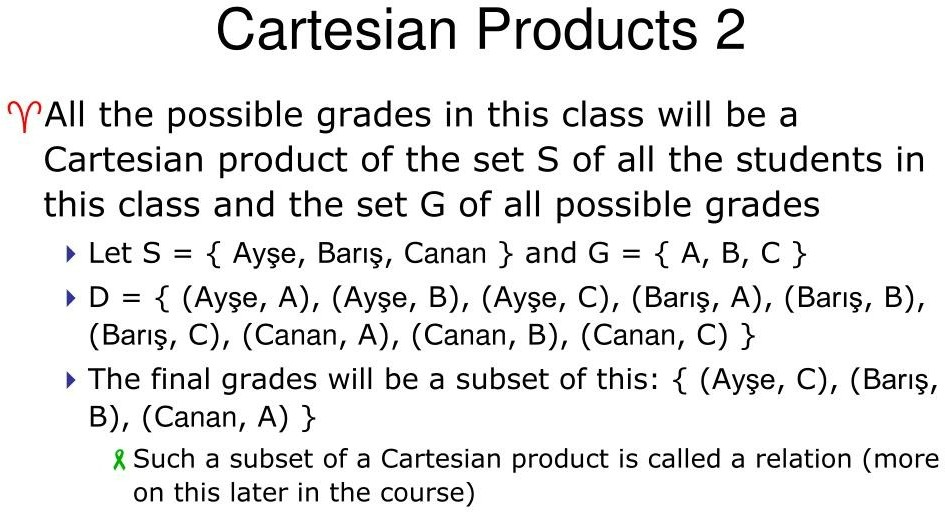 Cartesian Products 2
All the possible grades in this class will be a
Cartesian product of the set S of all the students in
this class and the set G of all possible grades
Let S = { Ayşe, Barış, Canan } and G = { A, B, C }
D = { (Ayşe, A), (Ayşe, B), (Ayşe, C), (Barış, A), (Barış, B),
(Barış, C), (Canan, A), (Canan, B), (Canan, C) }
The final grades will be a subset of this: { (Ayşe, C), (Barış,
B), (Canan, A) }
Such a subset of a Cartesian product is called a relation (more
on this later in the course)